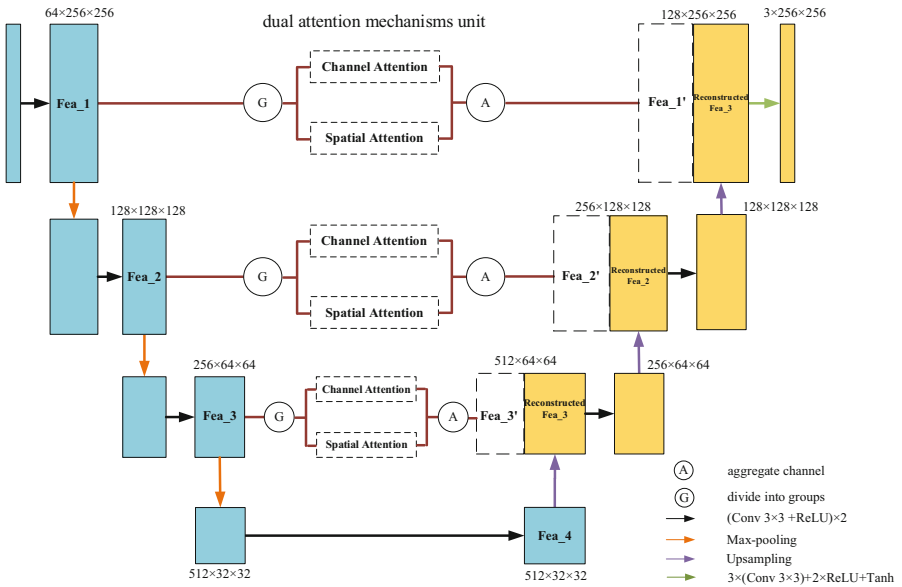 64×256×256
dual attention mechanisms unit
128×256×256
3×256×256
Fea_1
G
Channel Attention
Spatial Attention
A
Fea_1'
Reconstructed
Fea_3
128×128×128
256×128×128
128×128×128
Fea_2
G
Channel Attention
Spatial Attention
A
Fea_2'
Reconstructed
Fea_2
256×64×64
512×64×64
256×64×64
Fea_3
G
Channel Attention
Spatial Attention
A
Fea_3'
Reconstructed
Fea_3
Fea_4
512×32×32
512×32×32
A aggregate channel
G divide into groups
(Conv 3×3 +ReLU)×2
Max-pooling
Upsampling
3×(Conv 3×3)+2×ReLU+Tanh